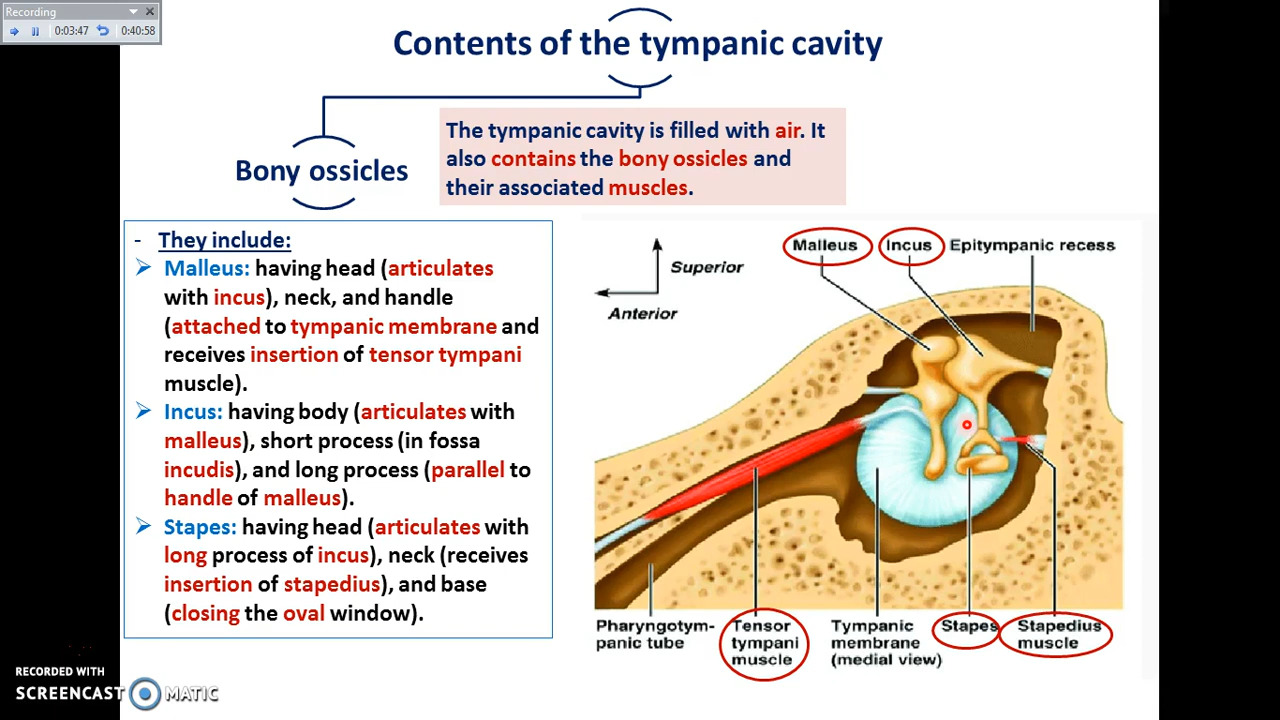 Recording
0:03:47
0:40:58
Contents of the tympanic cavity
Bony ossicles
The tympanic cavity is filled with air. It
also contains the bony ossicles and
their associated muscles.
- They include:
Malleus: having head (articulates
with incus), neck, and handle
(attached to tympanic membrane and
receives insertion of tensor tympani
muscle).
Incus: having body (articulates with
malleus), short process (in fossa
incudis), and long process (parallel to
handle of malleus).
Stapes: having head (articulates with
long process of incus), neck (receives
insertion of stapedius), and base
(closing the oval window).
Superior
Anterior
Malleus
Incus
Epitympanic recess
Pharyngotym-
panic tube
Tensor
tympani
muscle
Tympanic
membrane
(medial view)
Stapes
Stapedius
muscle
RECORDED WITH
SCREENCAST MATIC